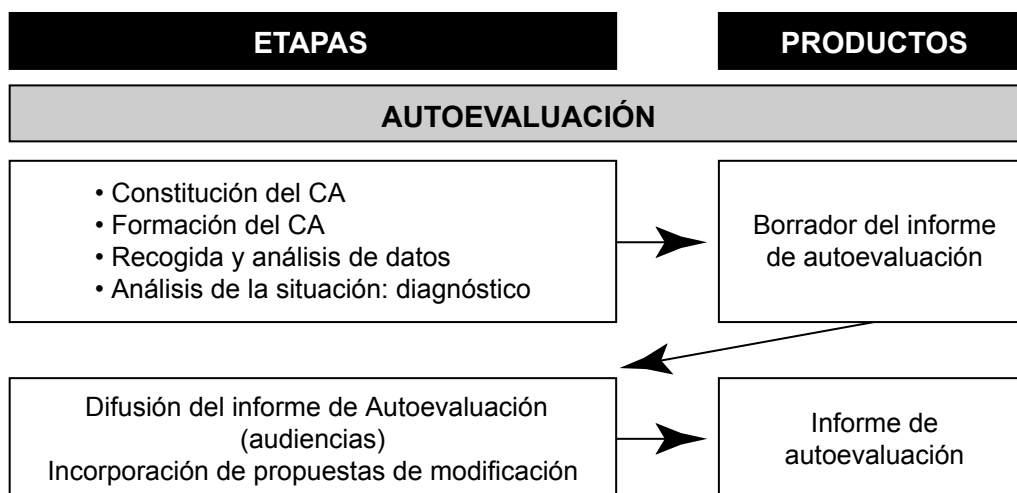 ETAPAS
PRODUCTOS
AUTOEVALUACIÓN
• Constitución del CA
• Formación del CA
• Recogida y análisis de datos
• Análisis de la situación: diagnóstico
Borrador del informe
de autoevaluación
Difusión del informe de Autoevaluación
(audiencias)
Incorporación de propuestas de modificación
Informe de
autoevaluación